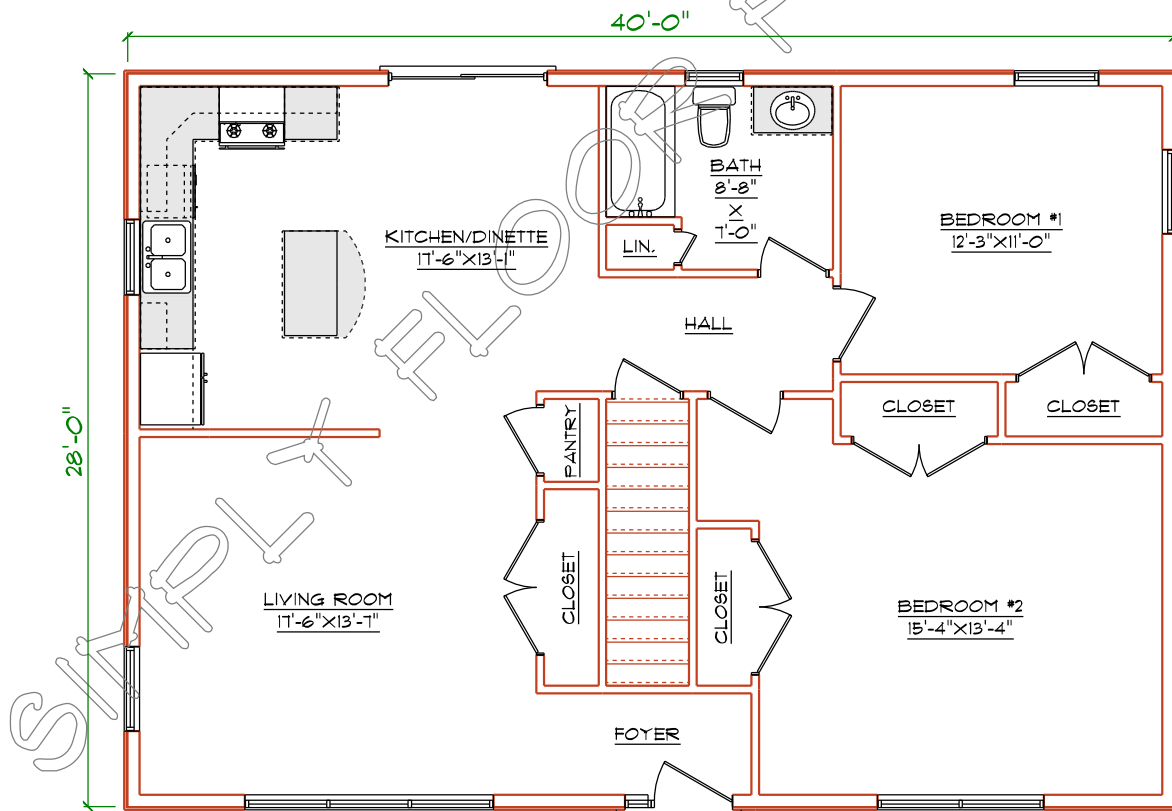 40'-0"
28'-0"
KITCHEN/DINETTE
17'-6"X13'-1"
BATH
8'-8"
X
7'-0"
LIN.
BEDROOM #1
12'-3"X11'-0"
HALL
CLOSET
CLOSET
PANTRY
CLOSET
CLOSET
LIVING ROOM
17'-6"X13'-7"
BEDROOM #2
15'-4"X13'-4"
FOYER
SIMPLY FLOOR